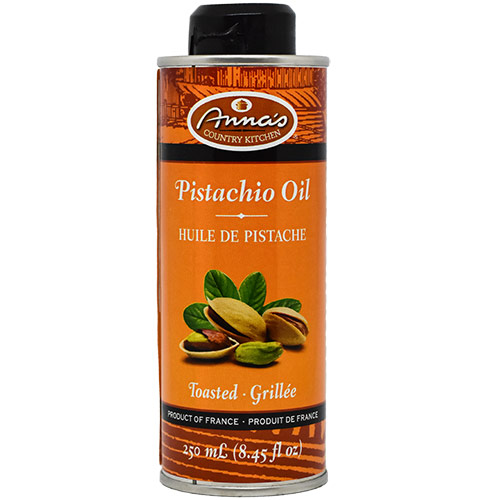 Anna's
COUNTRY KITCHEN
Pistachio Oil
HUILE DE PISTACHE
Toasted · Grillée
PRODUCT OF FRANCE · PRODUIT DE FRANCE
250 mL (8.45 fl oz)